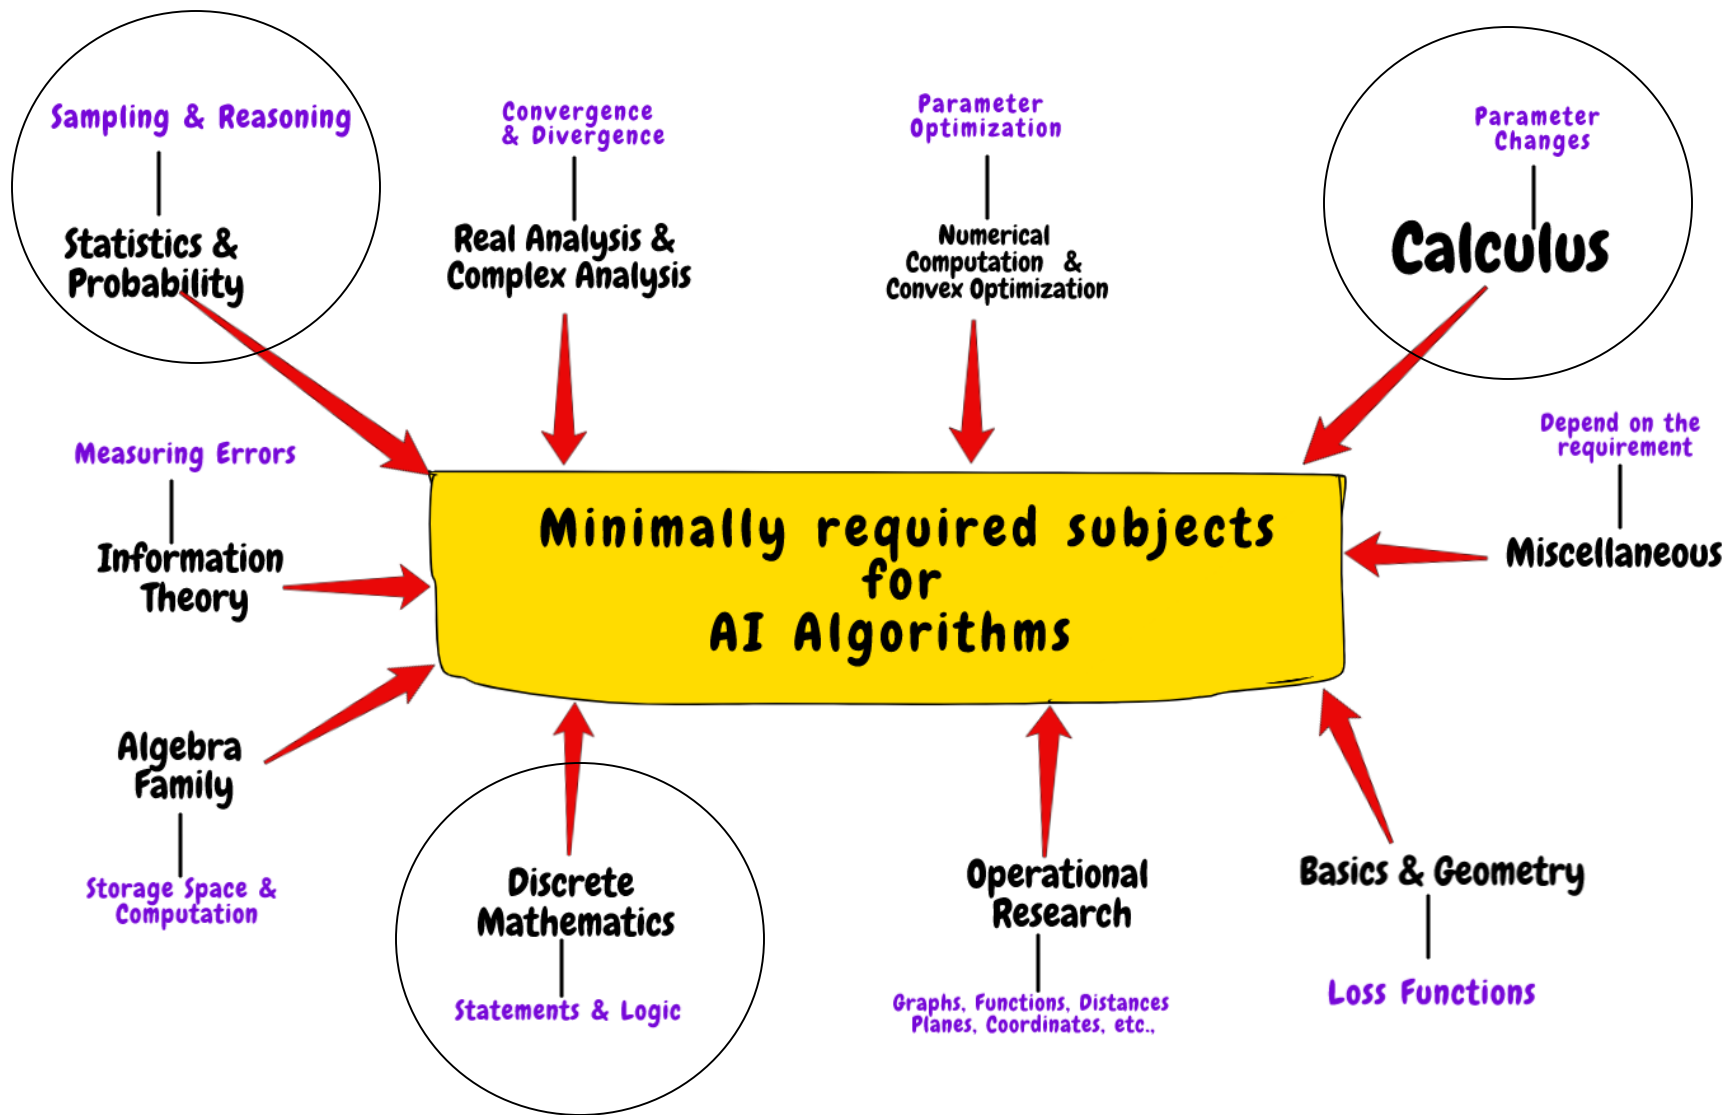 Sampling & Reasoning
Statistics &
Probability
Convergence
& Divergence
Real Analysis &
Complex Analysis
Parameter
Optimization
Numerical
Computation &
Convex Optimization
Parameter
Changes
Calculus
Measuring Errors
Information
Theory
Minimally required subjects
for
AI Algorithms
Depend on the
requirement
Miscellaneous
Algebra
Family
Storage Space &
Computation
Discrete
Mathematics
Statements & Logic
Operational
Research
Graphs, Functions, Distances
Planes, Coordinates, etc.,
Basics & Geometry
Loss Functions